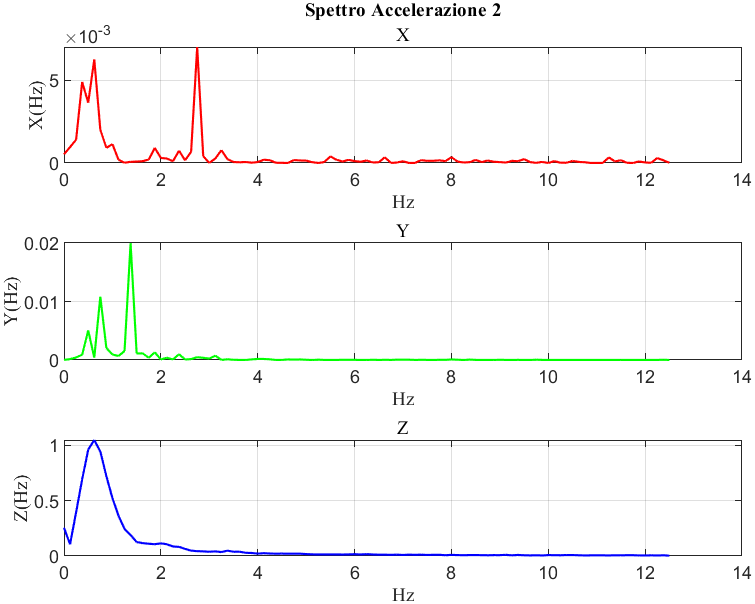 Spettro Accelerazione 2
×10⁻³
X
5
0
X(Hz)
0 2 4 6 8 10 12 14
Hz
Y
0.02
0.01
0
Y(Hz)
0 2 4 6 8 10 12 14
Hz
Z
1
0.5
0
Z(Hz)
0 2 4 6 8 10 12 14
Hz